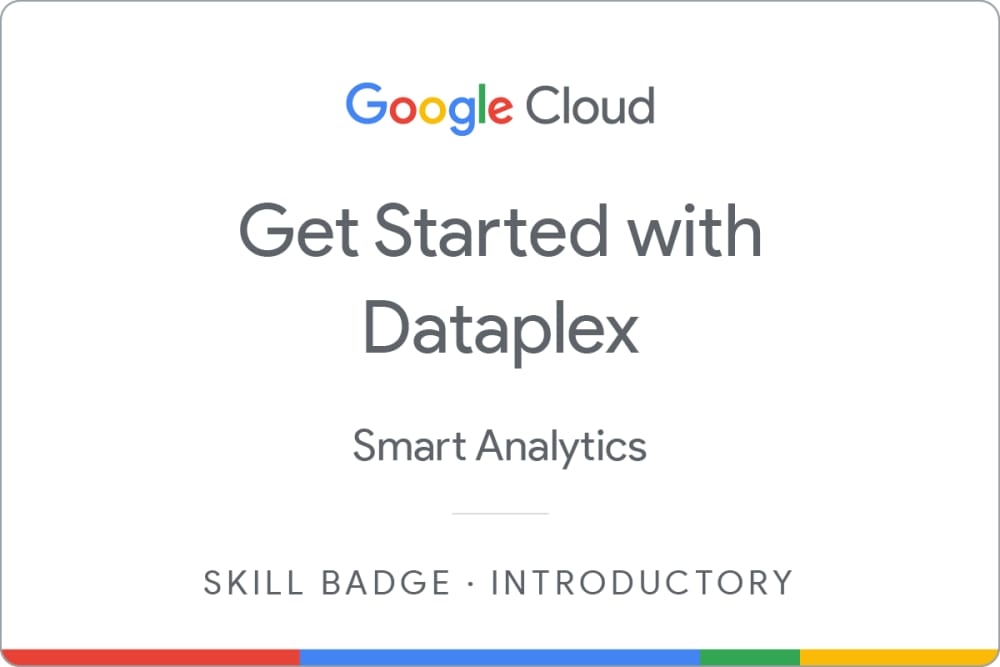 Google Cloud
Get Started with
Dataplex
Smart Analytics
SKILL BADGE · INTRODUCTORY